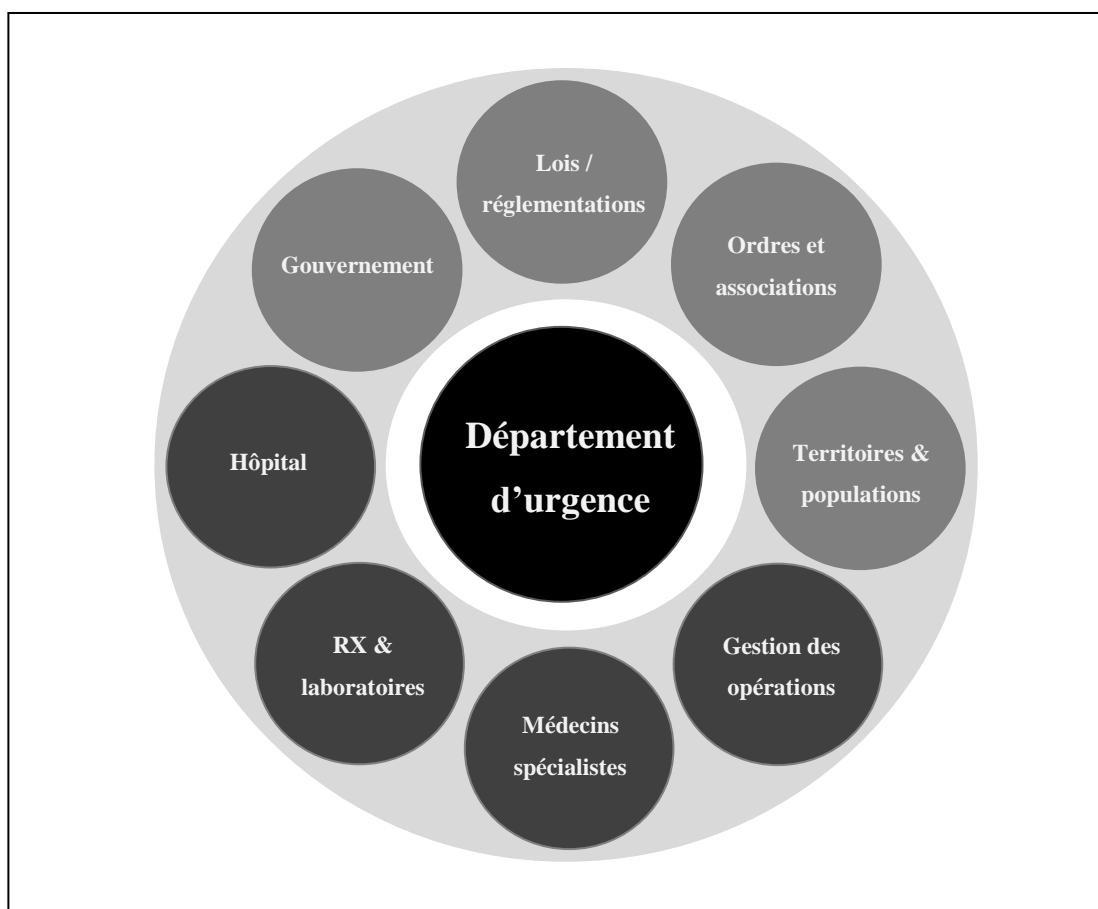 Lois /
réglementations
Ordres et
associations
Gouvernement
Territoires &
populations
Département
d’urgence
Hôpital
Gestion des
opérations
RX &
laboratoires
Médecins
spécialistes